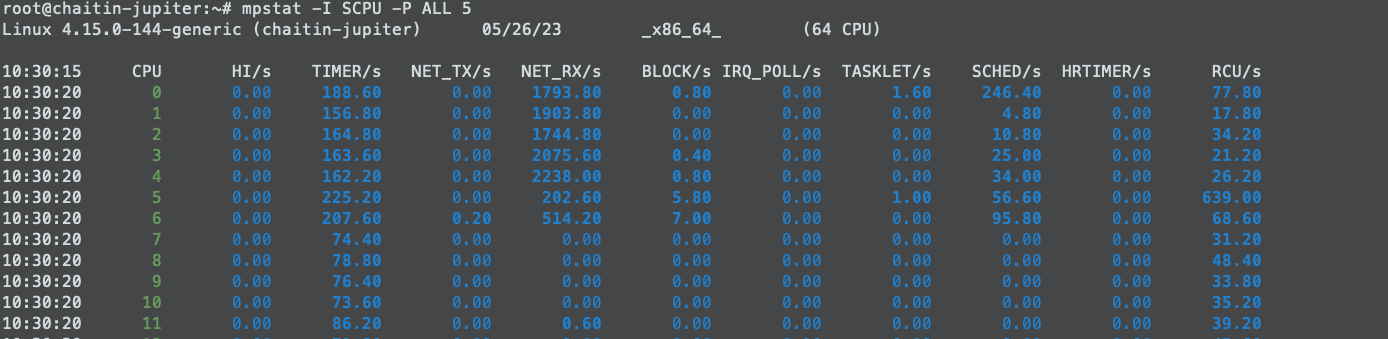 root@chaitin-jupiter:~# mpstat -I SCPU -P ALL 5
Linux 4.15.0-144-generic (chaitin-jupiter) 05/26/23 _x86_64_ (64 CPU)
10:30:15 CPU HI/s TIMER/s NET_TX/s NET_RX/s BLOCK/s IRQ_POLL/s TASKLET/s SCHED/s HRTIMER/s RCU/s
10:30:20 0 0.00 188.60 0.00 1793.80 0.80 0.00 1.60 246.40 0.00 77.80
10:30:20 1 0.00 156.80 0.00 1903.80 0.00 0.00 0.00 4.80 0.00 17.80
10:30:20 2 0.00 164.80 0.00 1744.80 0.00 0.00 0.00 10.80 0.00 34.20
10:30:20 3 0.00 163.60 0.00 2075.60 0.40 0.00 0.00 25.00 0.00 21.20
10:30:20 4 0.00 162.20 0.00 2238.00 0.80 0.00 0.00 34.00 0.00 26.20
10:30:20 5 0.00 225.20 0.00 202.60 5.80 0.00 1.00 56.60 0.00 639.00
10:30:20 6 0.00 207.60 0.20 514.20 7.00 0.00 0.00 95.80 0.00 68.60
10:30:20 7 0.00 74.40 0.00 0.00 0.00 0.00 0.00 0.00 0.00 31.20
10:30:20 8 0.00 78.80 0.00 0.00 0.00 0.00 0.00 0.00 0.00 48.40
10:30:20 9 0.00 76.40 0.00 0.00 0.00 0.00 0.00 0.00 0.00 33.80
10:30:20 10 0.00 73.60 0.00 0.00 0.00 0.00 0.00 0.00 0.00 35.20
10:30:20 11 0.00 86.20 0.00 0.60 0.00 0.00 0.00 0.00 0.00 39.20